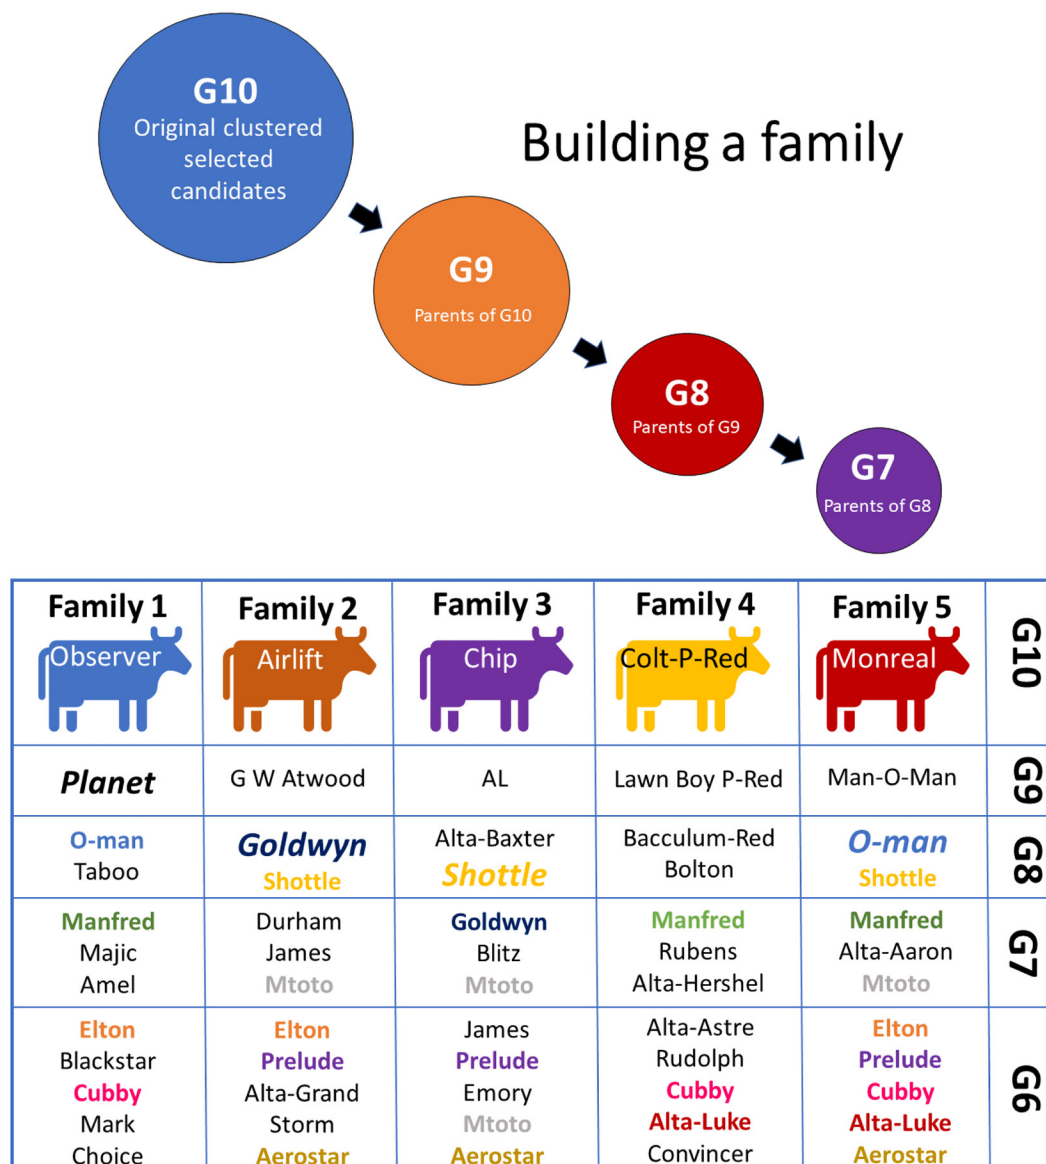 G10
Original clustered
selected
candidates
Building a family
G9
Parents of G10
G8
Parents of G9
G7
Parents of G8
Family 1
Family 2
Family 3
Family 4
Family 5
Observer
Airlift
Chip
Colt-P-Red
Monreal
G10
Planet
G W Atwood
AL
Lawn Boy P-Red
Man-O-Man
G9
O-man
Taboo
Goldwyn
Shottle
Alta-Baxter
Shottle
Bacculum-Red
Bolton
O-man
Shottle
G8
Manfred
Majic
Amel
Durham
James
Mtoto
Goldwyn
Blitz
Mtoto
Manfred
Rubens
Alta-Hershel
Manfred
Alta-Aaron
Mtoto
G7
Elton
Blackstar
Cubby
Mark
Choice
Elton
Prelude
Alta-Grand
Storm
Aerostar
James
Prelude
Emory
Mtoto
Aerostar
Alta-Astre
Rudolph
Cubby
Alta-Luke
Convincer
Elton
Prelude
Cubby
Alta-Luke
Aerostar
G6